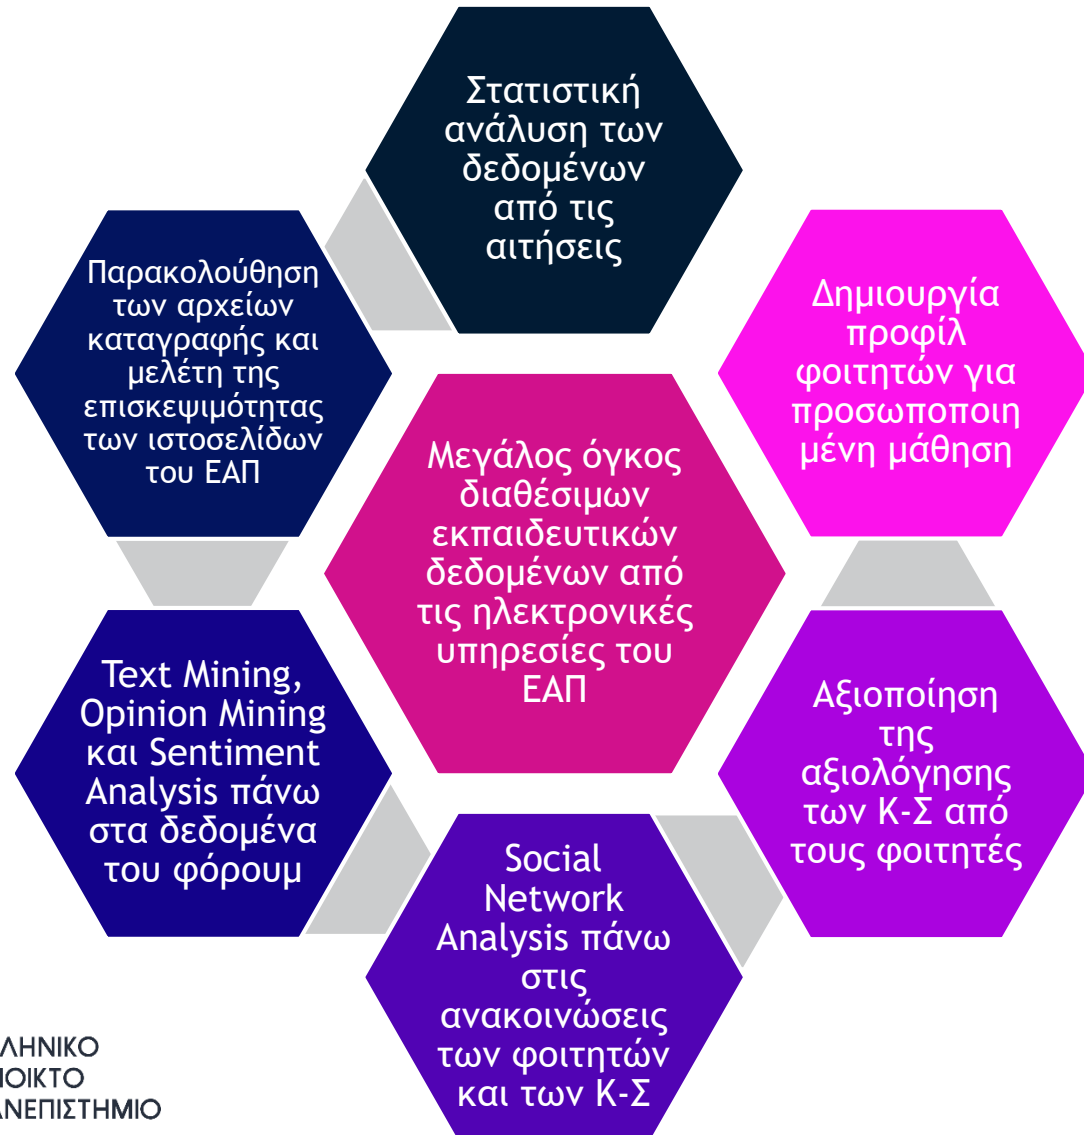 Στατιστική
ανάλυση των
δεδομένων
από τις
αιτήσεις
Δημιουργία
προφίλ
φοιτητών για
προσωποποιη
μένη μάθηση
Αξιοποίηση
της
αξιολόγησης
των Κ-Σ από
τους φοιτητές
Social
Network
Analysis πάνω
στις
ανακοινώσεις
των φοιτητών
και των Κ-Σ
Text Mining,
Opinion Mining
και Sentiment
Analysis πάνω
στα δεδομένα
του φόρουμ
Παρακολούθηση
των αρχείων
καταγραφής και
μελέτη της
επισκεψιμότητας
των ιστοσελίδων
του ΕΑΠ
Μεγάλος όγκος
διαθέσιμων
εκπαιδευτικών
δεδομένων από
τις ηλεκτρονικές
υπηρεσίες του
ΕΑΠ
ΛΗΝΙΚΟ
ΟΙΚΤΟ
ΑΝΕΠΙΣΤΗΜΙΟ